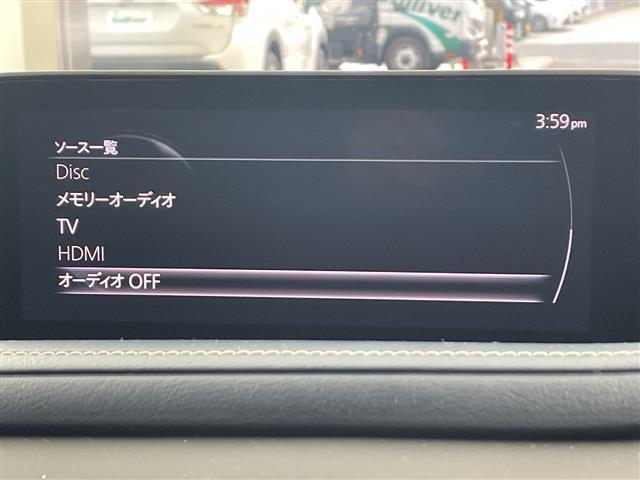 Gulliver
3:59 pm
ソース一覧
Disc
メモリーオーディオ
TV
HDMI
オーディオ OFF